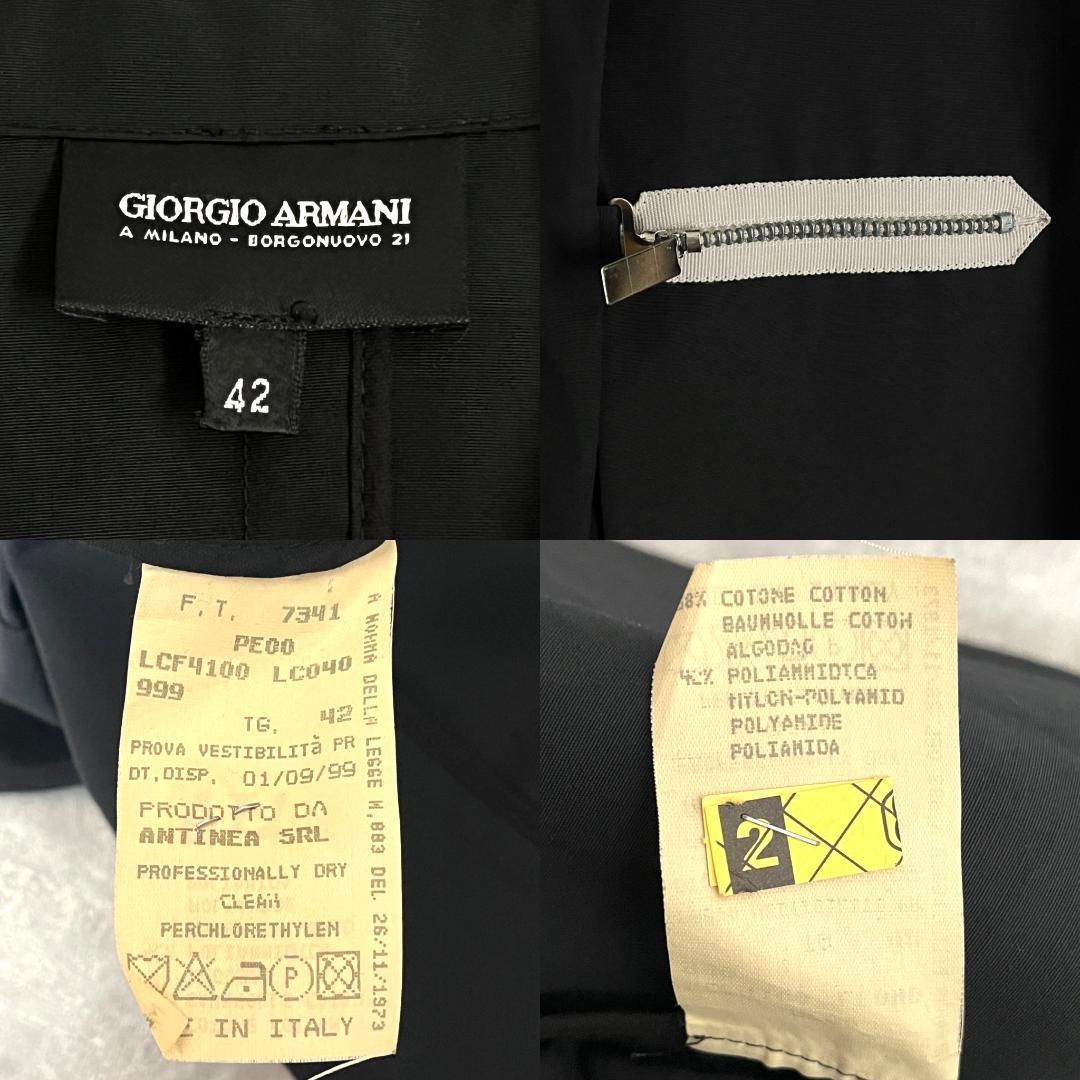 GIORGIO ARMANI
A MILANO - BORGONUOVO 21
42
F.T. 7341
PE00
LCF4100 LC040
999
TG. 42
PROVA VESTIBILITà PR
DT.DISP. 01/09/99
PRODOTTO DA
ANTINEA SRL
PROFESSIONALLY DRY
CLEAN
PERCHLORETHYLEN
P
IN ITALY
A NORMA DELLA LEGGE N.883 DEL 26/11/1973
COTONE COTTON
BAUMWOLLE COTON
ALGODAO
42% POLIAMMIDICA
NYLON-POLYAMID
POLYAMIDE
POLIAMIDA
2